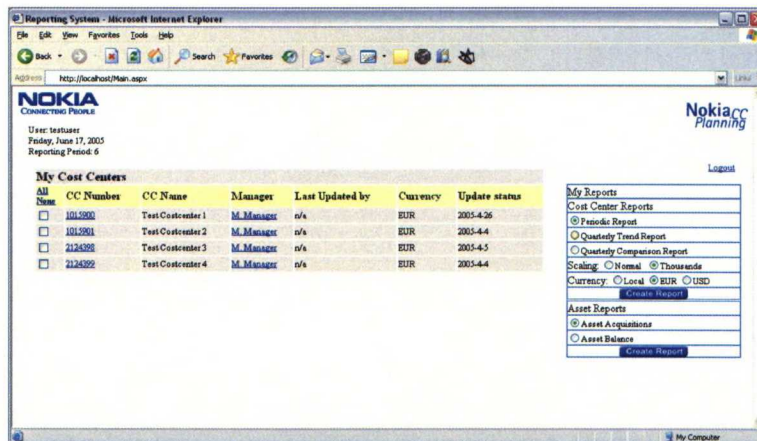 Reporting System - Microsoft Internet Explorer
File Edit View Favorites Tools Help
Back Search Favorites
Address http://localhost/Main.aspx Links
NOKIA
CONNECTING PEOPLE
Nokia cc
Planning
User: testuser
Friday, June 17, 2005
Reporting Period: 6
Logout
My Cost Centers
All
None CC Number CC Name Manager Last Updated by Currency Update status
1015900 Test Costcenter 1 M. Manager n/a EUR 2005-4-26
1015901 Test Costcenter 2 M. Manager n/a EUR 2005-4-4
2124398 Test Costcenter 3 M. Manager n/a EUR 2005-4-5
2124399 Test Costcenter 4 M. Manager n/a EUR 2005-4-4
My Reports
Cost Center Reports
Periodic Report
Quarterly Trend Report
Quarterly Comparison Report
Scaling: Normal Thousands
Currency: Local EUR USD
Create Report
Asset Reports
Asset Acquisitions
Asset Balance
Create Report
My Computer